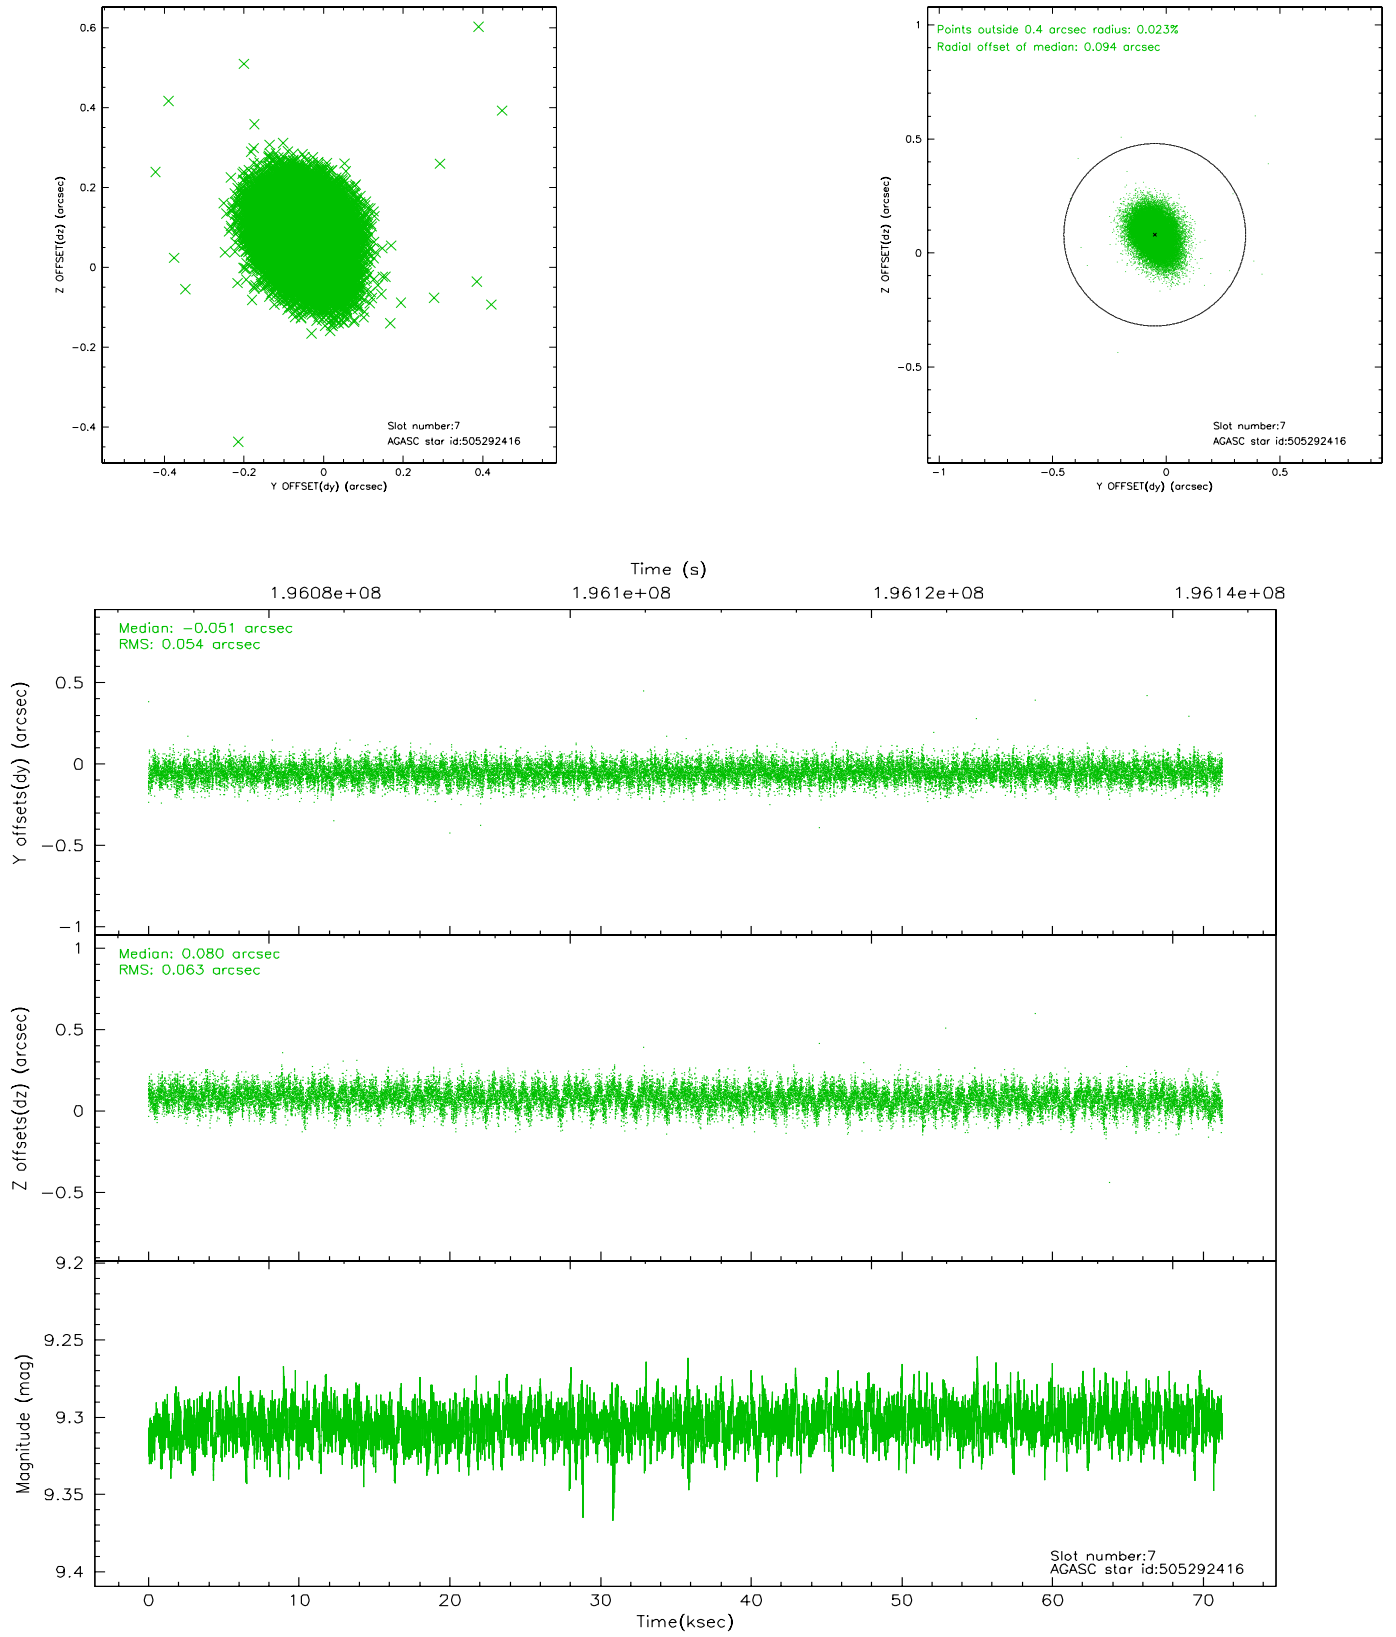 0.6
0.4
0.2
0
−0.2
−0.4
Z OFFSET(dz) (arcsec)
−0.4 −0.2 0 0.2 0.4
Y OFFSET(dy) (arcsec)
Slot number:7
AGASC star id:505292416
Points outside 0.4 arcsec radius: 0.023%
Radial offset of median: 0.094 arcsec
1
0.5
0
−0.5
Z OFFSET(dz) (arcsec)
−1 −0.5 0 0.5
Y OFFSET(dy) (arcsec)
Slot number:7
AGASC star id:505292416
Time (s)
1.9608e+08 1.961e+08 1.9612e+08 1.9614e+08
Median: −0.051 arcsec
RMS: 0.054 arcsec
0.5
0
−0.5
−1
Y offsets(dy) (arcsec)
Median: 0.080 arcsec
RMS: 0.063 arcsec
1
0.5
0
−0.5
Z offsets(dz) (arcsec)
9.2
9.25
9.3
9.35
9.4
Magnitude (mag)
Slot number:7
AGASC star id:505292416
0 10 20 30 40 50 60 70
Time(ksec)